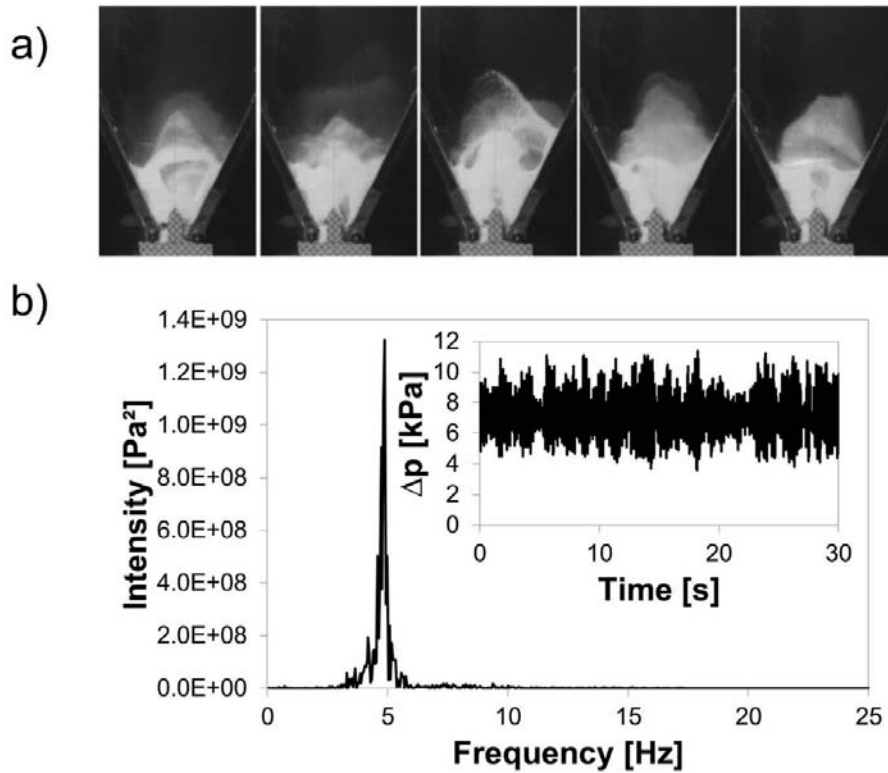 a)
b)
Intensity [Pa²]
1.4E+09
1.2E+09
1.0E+09
8.0E+08
6.0E+08
4.0E+08
2.0E+08
0.0E+00
0 5 10 15 20 25
Frequency [Hz]
Δp [kPa]
12
10
8
6
4
2
0
0 10 20 30
Time [s]